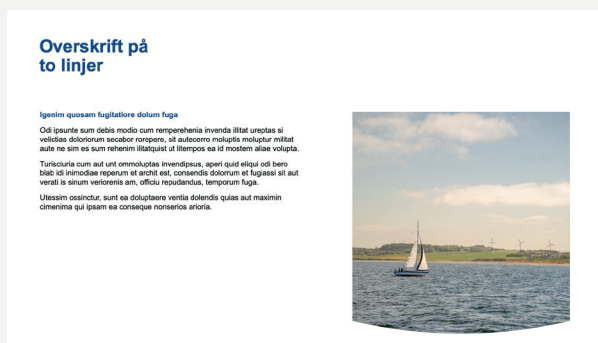 Overskrift på
to linjer
Igenim quosam fugitatiore dolum fuga
Odi ipsunte sum debis modio cum remperehenia invenda illitat ureptas si
velictias doloriorum secabor rorepere, sit autecerro moluptis moluptur militat
aute ne sim es sum rehenim ilitatquist ut litempos ea id mostem aliae volupta.
Turisciuria cum aut unt ommoluptas invendipsus, aperi quid eliqui odi bero
blab idi inimodiae reperum et archit est, consendis dolorrum et fugiassi sit aut
verati is sinum veriorenis am, officiu repudandus, temporum fuga.
Utessim ossinctur, sunt ea doluptaere ventia dolendis quias aut maximin
cimenima qui ipsam ea conseque nonserios arioria.